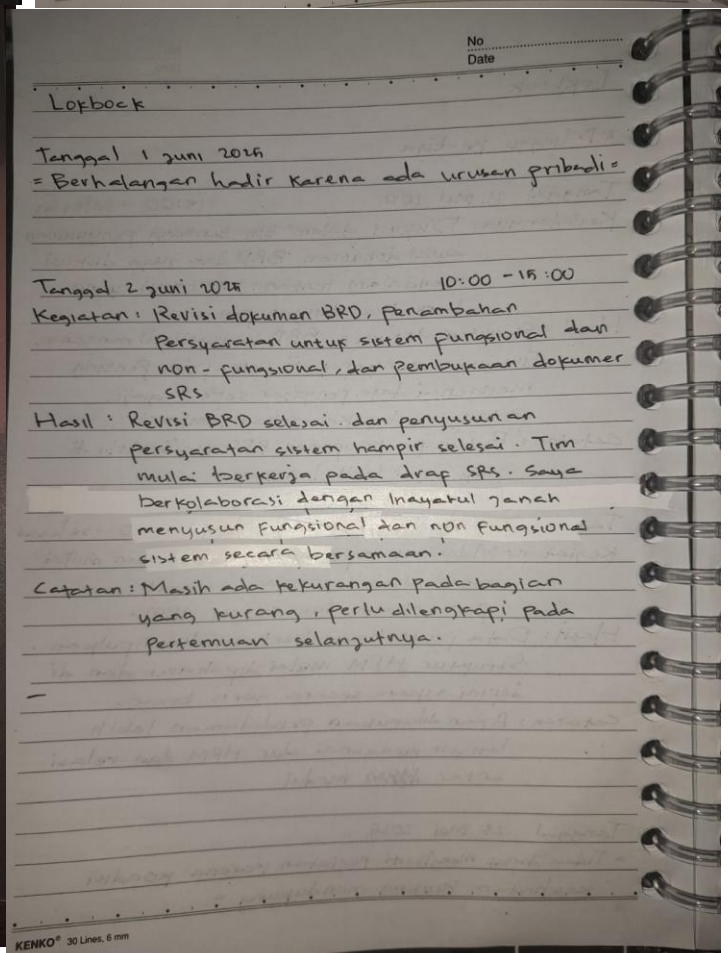 No
Date
Lokbock
Tanggal 1 Juni 2025
= Berhalangan hadir karena ada urusan pribadi =
Tanggal 2 Juni 2025 10:00 - 15:00
Kegiatan : Revisi dokumen BRD, penambahan
Persyaratan untuk sistem fungsional dan
non-fungsional, dan pembukaan dokumer
SRS
Hasil : Revisi BRD selesai. dan penyusunan
persyaratan sistem hampir selesai. Tim
mulai berkerja pada draf SRS. Saya
berkolaborasi dengan Inayatul Janah
menyusun fungsional dan non fungsional
sistem secara bersamaan.
Catatan : Masih ada kekurangan pada bagian
yang kurang, perlu dilengkapi pada
pertemuan selanjutnya.
KENKO® 30 Lines, 6 mm